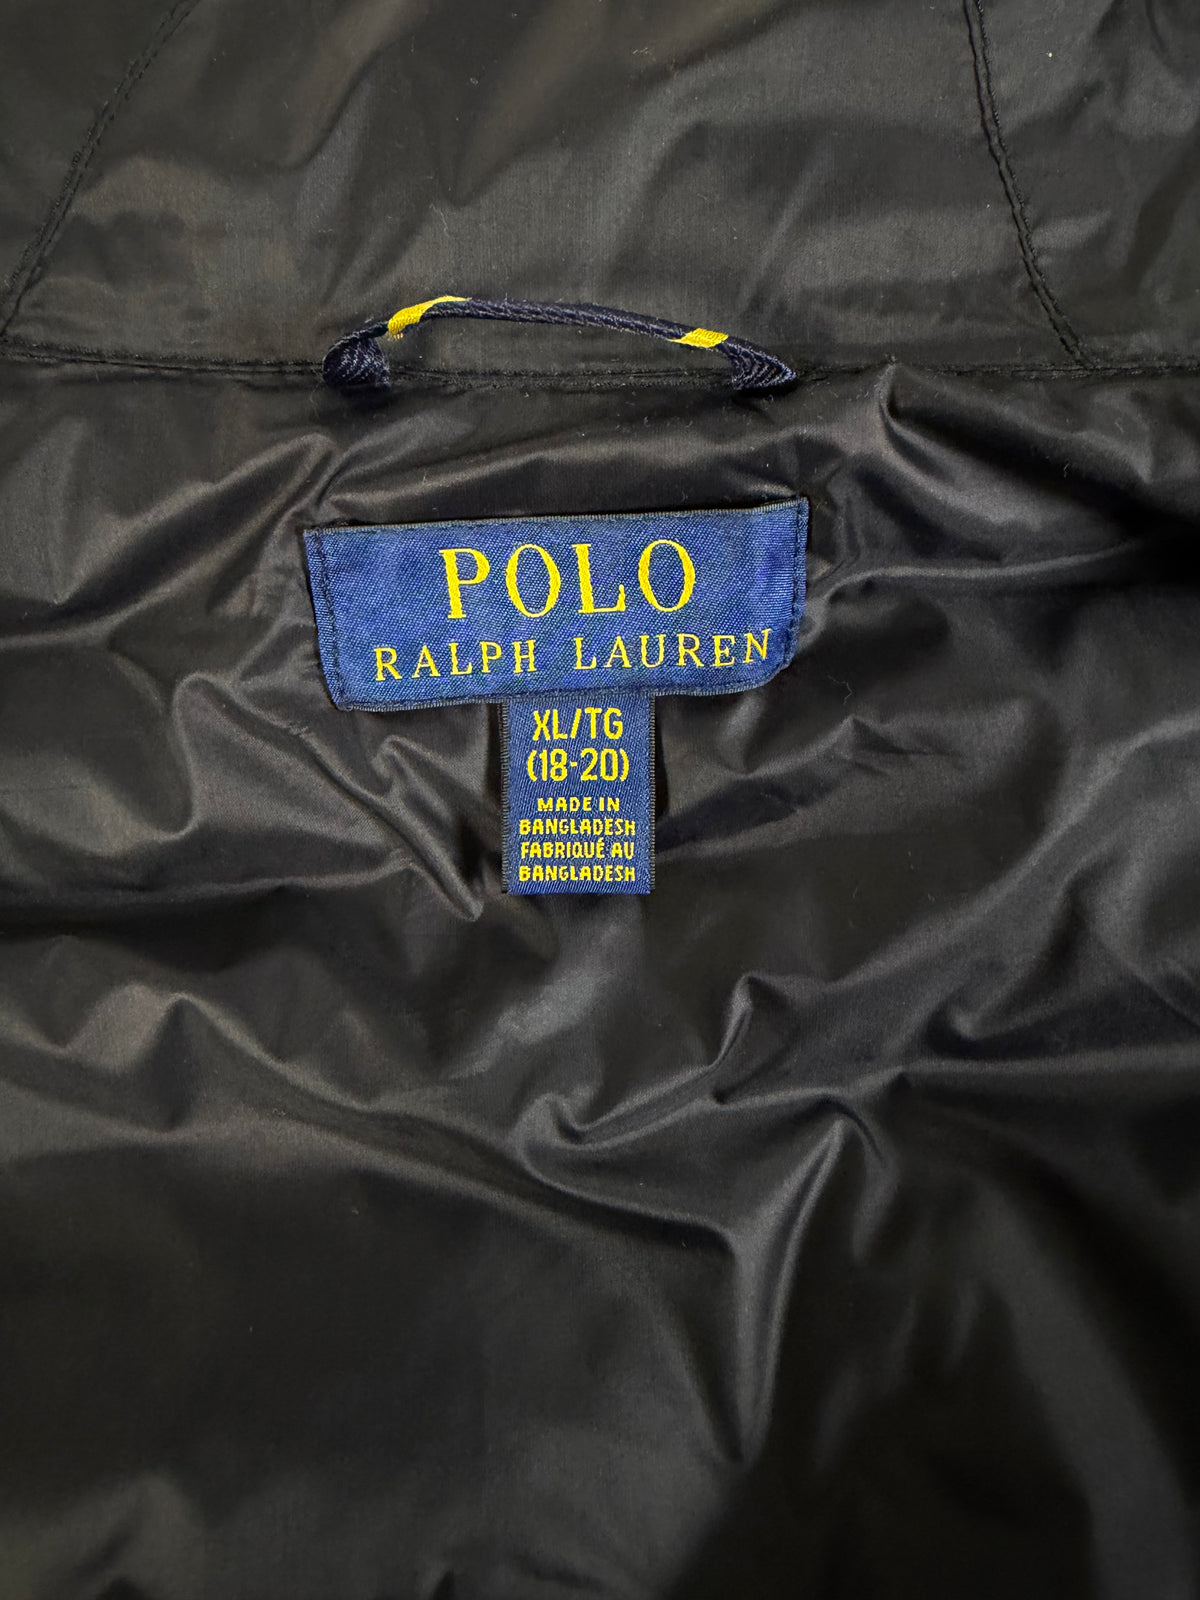 POLO
RALPH LAUREN
XL/TG
(18-20)
MADE IN
BANGLADESH
FABRIQUÉ AU
BANGLADESH